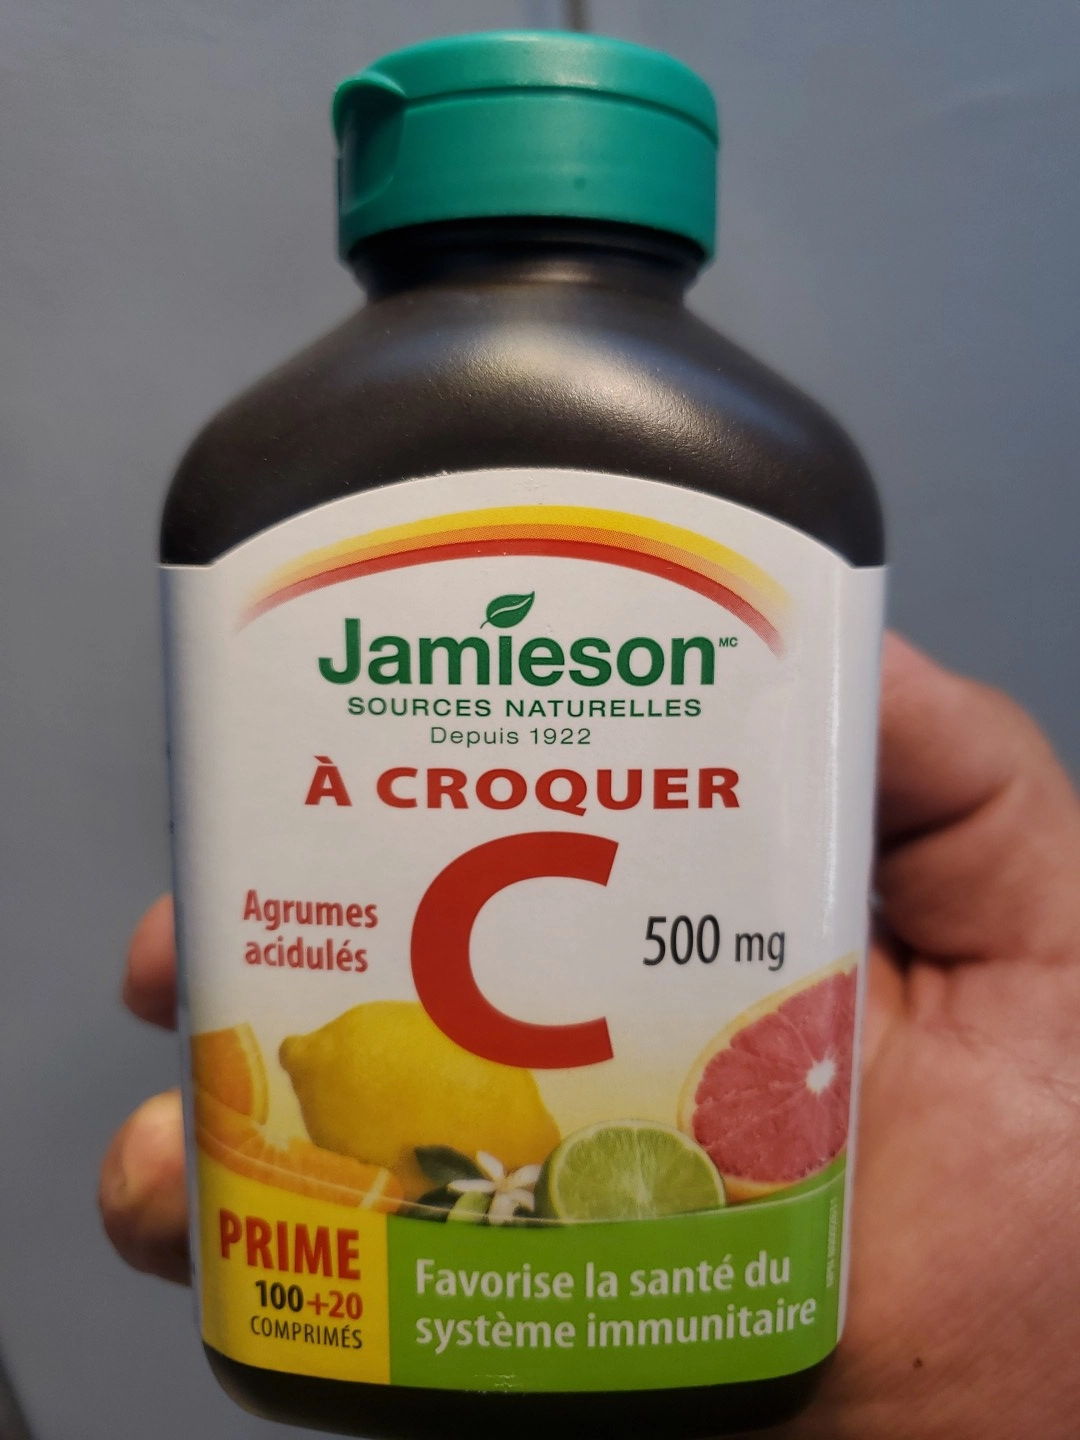 Jamieson MC
SOURCES NATURELLES
Depuis 1922
À CROQUER
Agrumes
acidulés
C
500 mg
PRIME
100+20
COMPRIMÉS
Favorise la santé du
système immunitaire